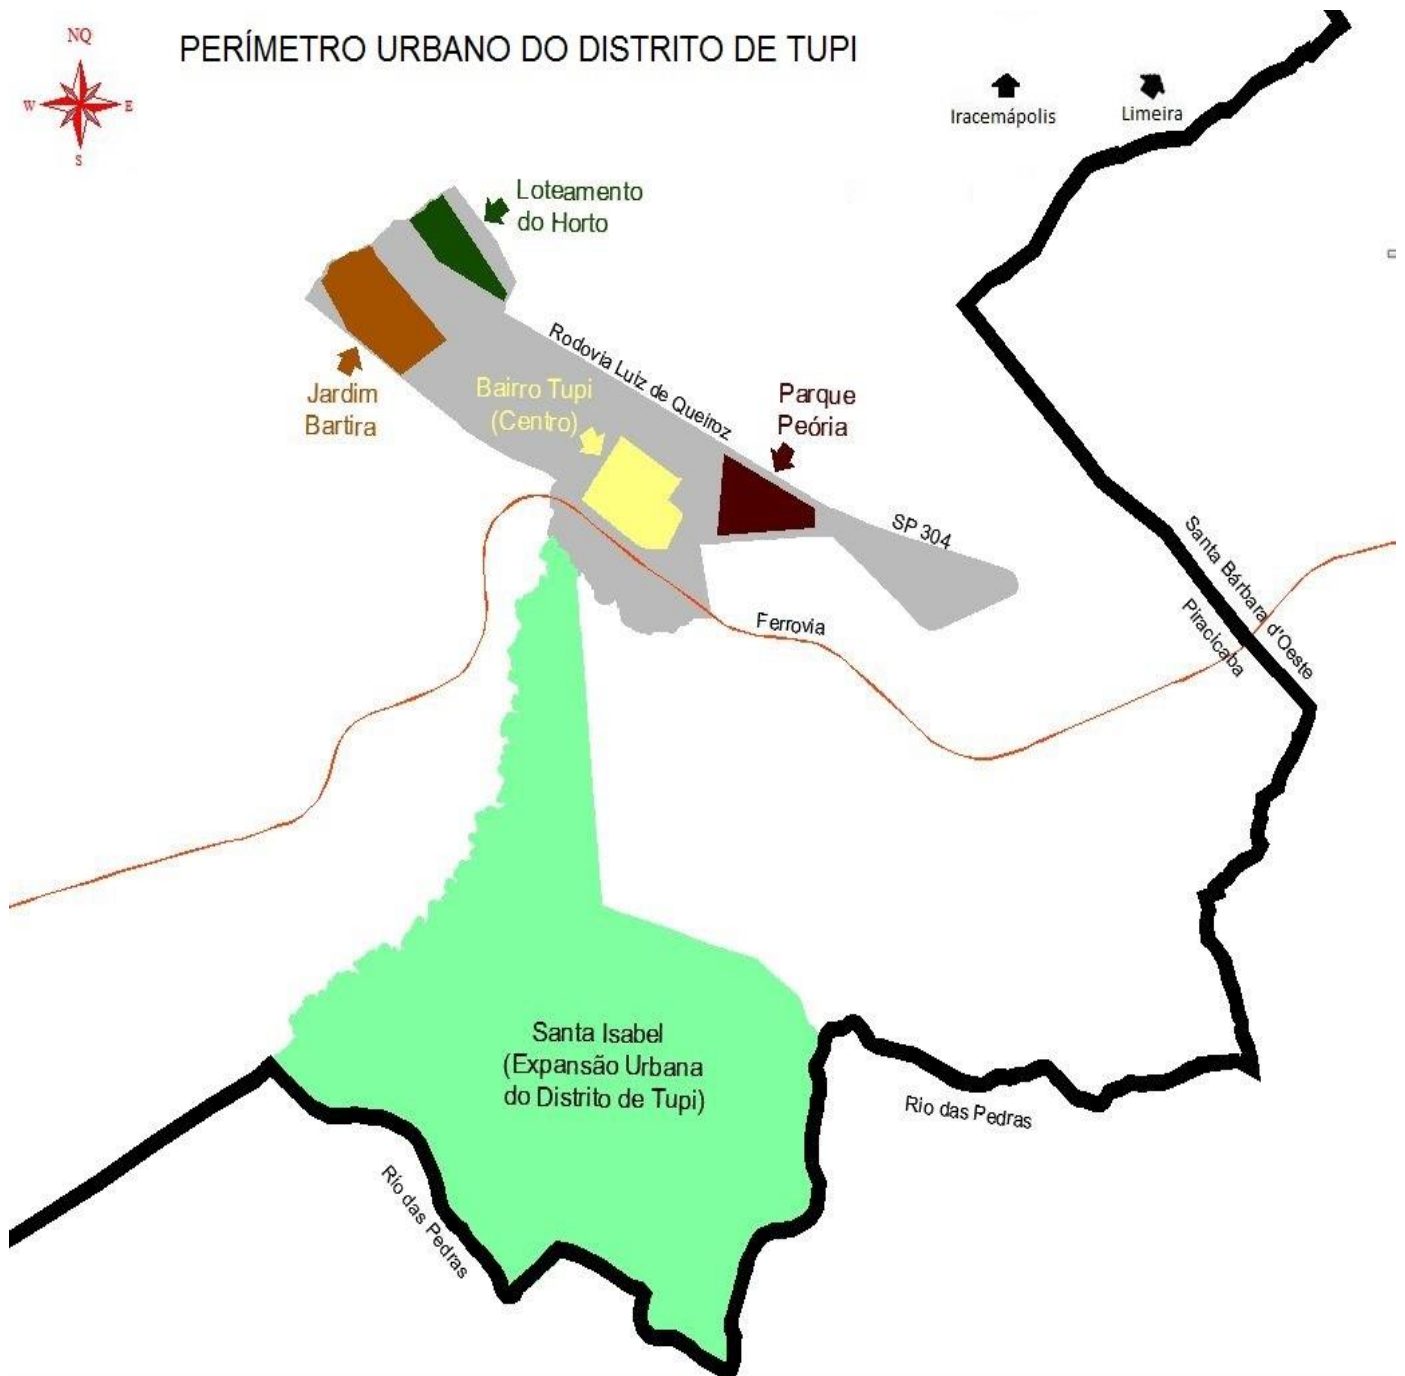 NQ
W
E
S
PERÍMETRO URBANO DO DISTRITO DE TUPI
Iracemápolis
Limeira
Loteamento
do Horto
Rodovia Luiz de Queiroz
Jardim
Bartira
Bairro Tupi
(Centro)
Parque
Peória
SP 304
Santa Bárbara d'Oeste
Piracicaba
Ferrovia
Santa Isabel
(Expansão Urbana
do Distrito de Tupi)
Rio das Pedras
Rio das Pedras